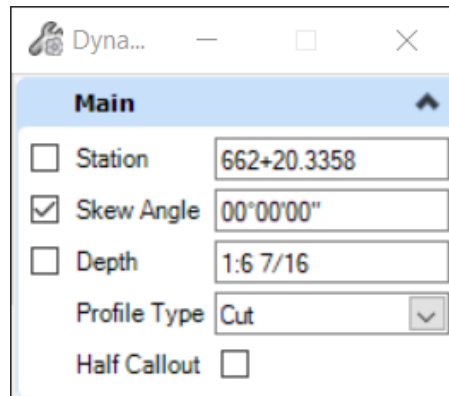 Dyna...
Main
Station 662+20.3358
Skew Angle 00°00'00"
Depth 1:6 7/16
Profile Type Cut
Half Callout